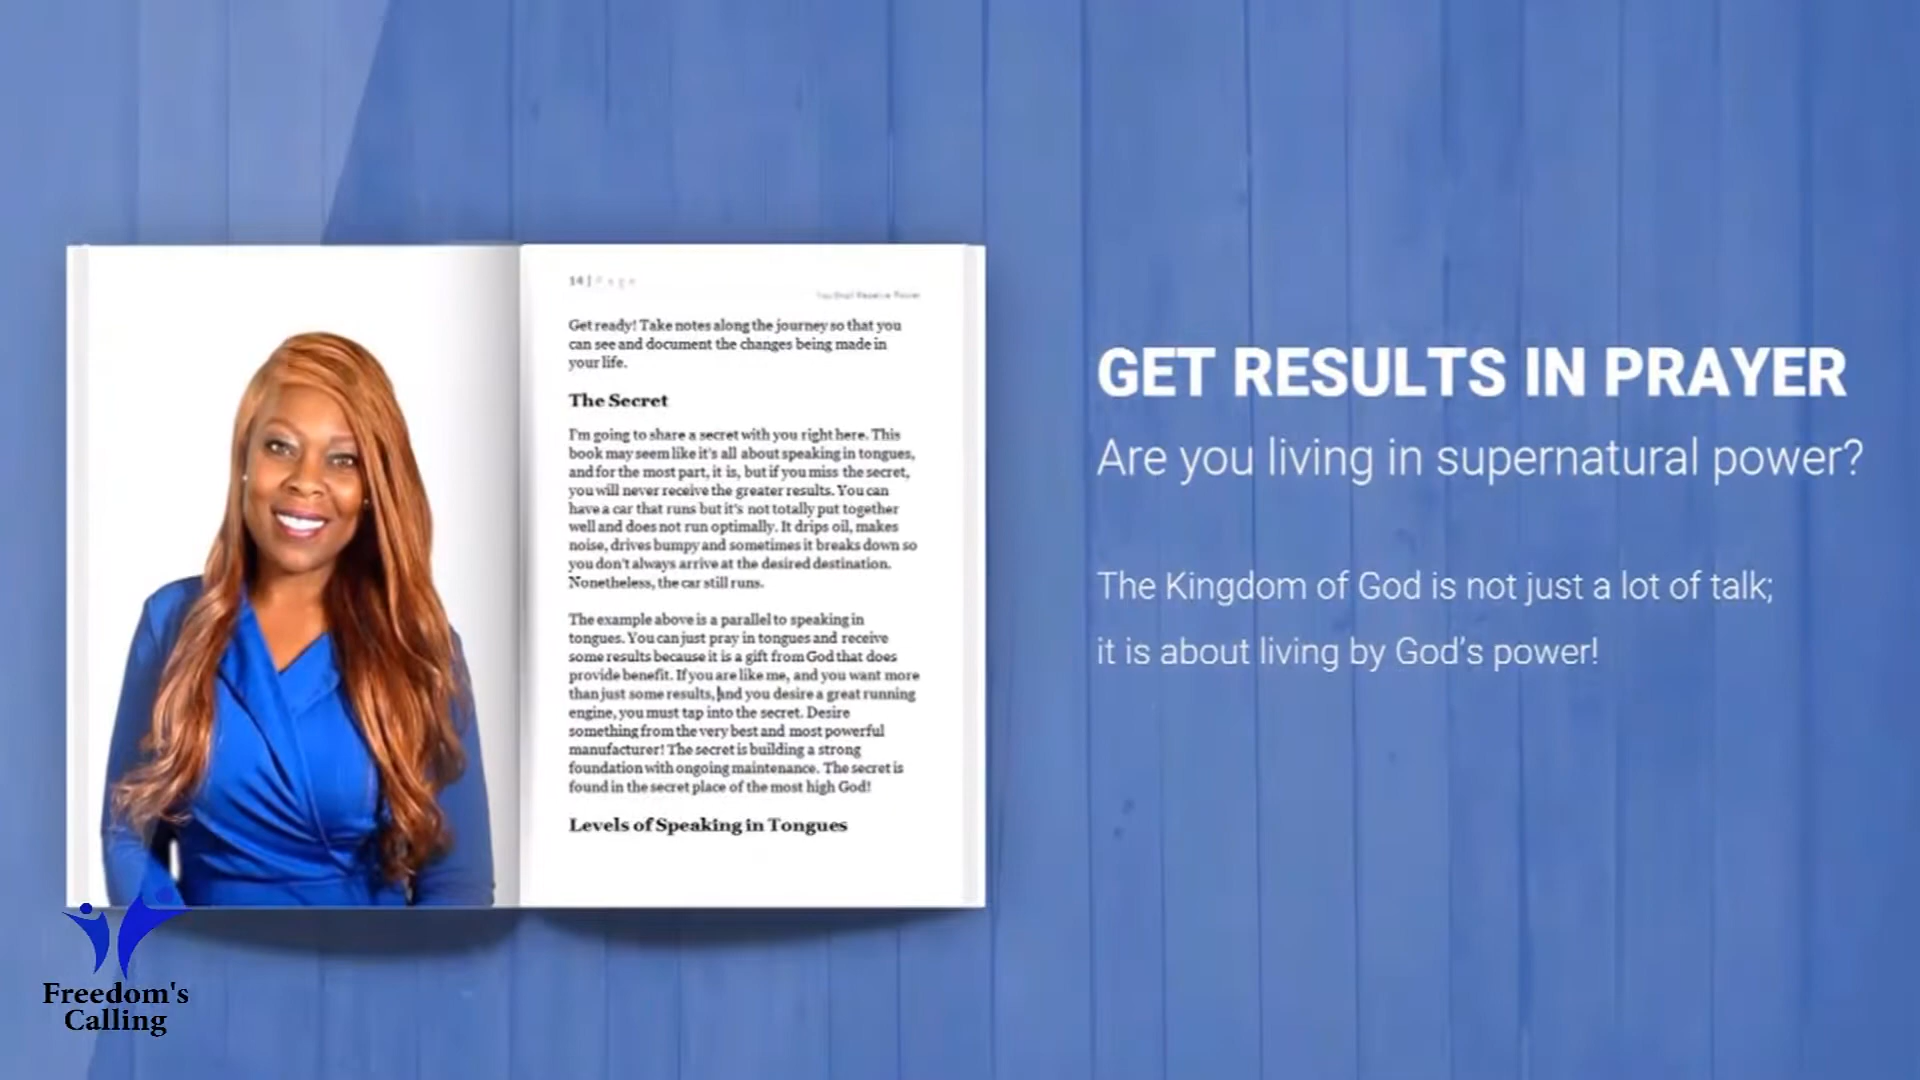 14 | Page
You Shall Receive Power
Get ready! Take notes along the journey so that you
can see and document the changes being made in
your life.
The Secret
I'm going to share a secret with you right here. This
book may seem like it's all about speaking in tongues,
and for the most part, it is, but if you miss the secret,
you will never receive the greater results. You can
have a car that runs but it's not totally put together
well and does not run optimally. It drips oil, makes
noise, drives bumpy and sometimes it breaks down so
you don't always arrive at the desired destination.
Nonetheless, the car still runs.
The example above is a parallel to speaking in
tongues. You can just pray in tongues and receive
some results because it is a gift from God that does
provide benefit. If you are like me, and you want more
than just some results, and you desire a great running
engine, you must tap into the secret. Desire
something from the very best and most powerful
manufacturer! The secret is building a strong
foundation with ongoing maintenance. The secret is
found in the secret place of the most high God!
Levels of Speaking in Tongues
GET RESULTS IN PRAYER
Are you living in supernatural power?
The Kingdom of God is not just a lot of talk;
it is about living by God's power!
Freedom's
Calling